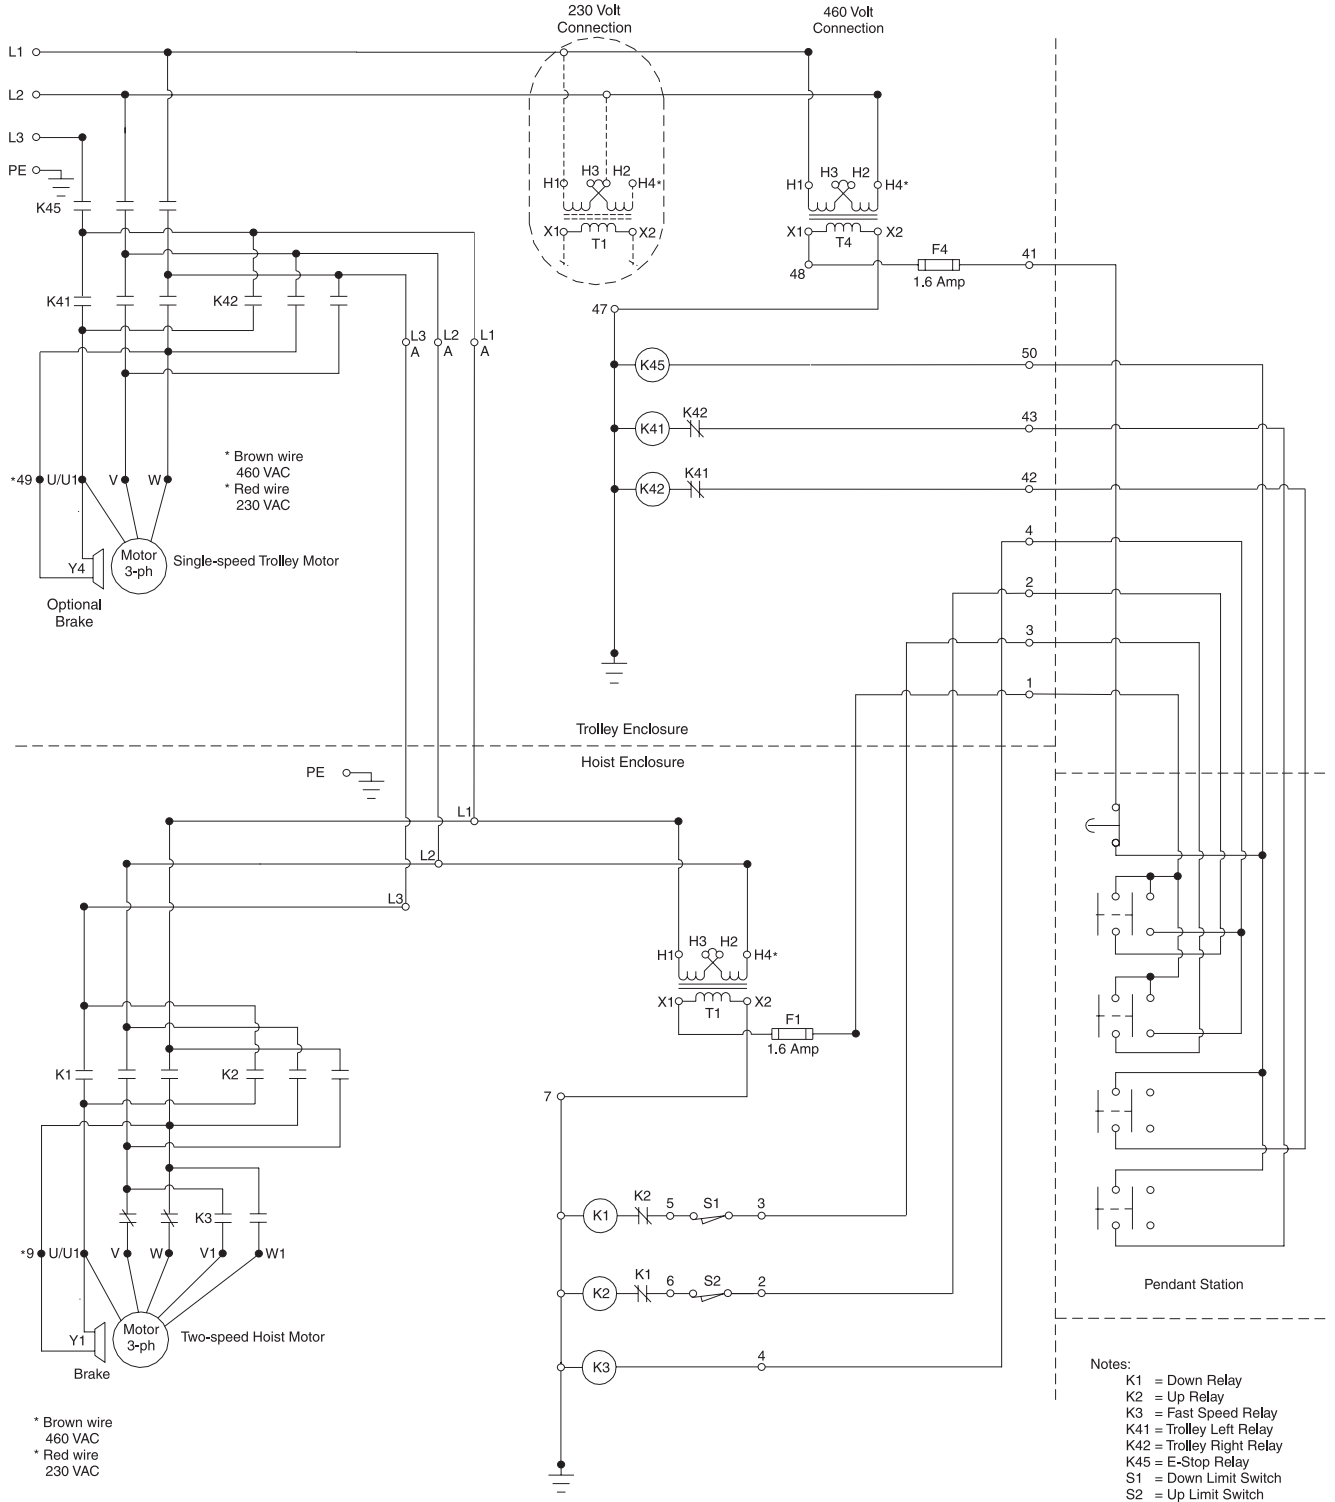 230 Volt
Connection
460 Volt
Connection
L1
L2
L3
PE
H1 H3 H2 H4*
H1 H3 H2 H4*
K45
X1 T1 X2
X1 T4 X2
48
F4
1.6 Amp
41
K41
K42
47
L3
A
L2
A
L1
A
K45
50
K41
K42
43
K42
K41
42
* Brown wire
460 VAC
* Red wire
230 VAC
*49 U/U1 V W
4
Motor
3-ph
Single-speed Trolley Motor
Y4
2
Optional
Brake
3
1
Trolley Enclosure
Hoist Enclosure
PE
L1
L2
L3
H1 H3 H2 H4*
X1 T1 X2
F1
1.6 Amp
K1
K2
7
K1
K2
5
S1
3
K3
*9 U/U1 V W V1 W1
K2
K1
6
S2
2
Pendant Station
Motor
3-ph
Two-speed Hoist Motor
Y1
Brake
K3
4
* Brown wire
460 VAC
* Red wire
230 VAC
Notes:
K1 = Down Relay
K2 = Up Relay
K3 = Fast Speed Relay
K41 = Trolley Left Relay
K42 = Trolley Right Relay
K45 = E-Stop Relay
S1 = Down Limit Switch
S2 = Up Limit Switch